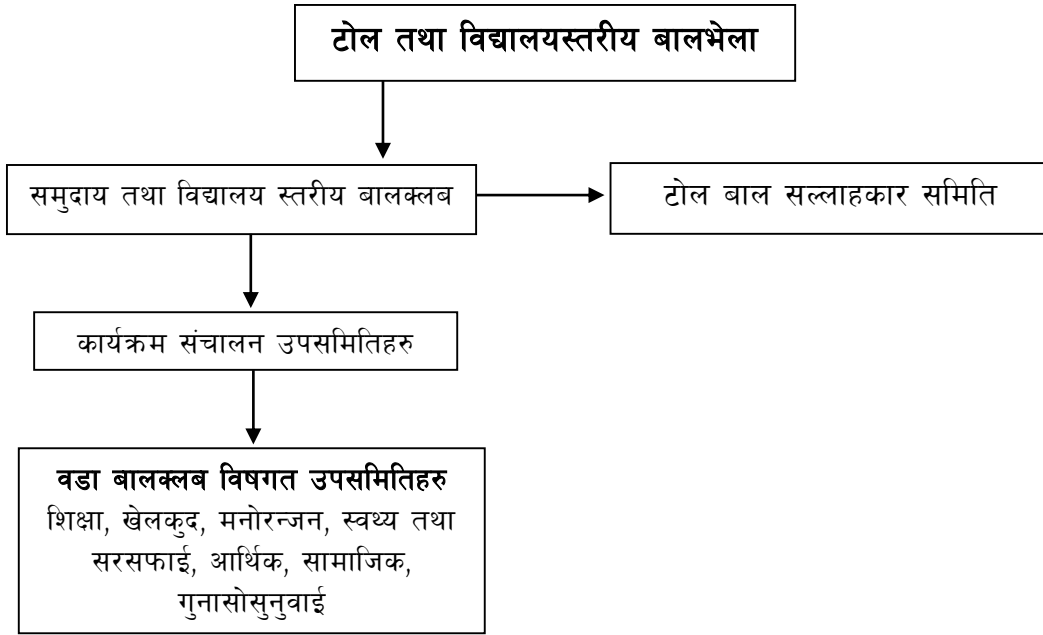 टोल तथा विद्यालयस्तरीय बालभेला
समुदाय तथा विद्यालय स्तरीय बालक्लब
टोल बाल सल्लाहकार समिति
कार्यक्रम संचालन उपसमितिहरु
वडा बालक्लब विषगत उपसमितिहरु
शिक्षा, खेलकुद, मनोरन्जन, स्वथ्य तथा
सरसफाई, आर्थिक, सामाजिक,
गुनासोसुनुवाई